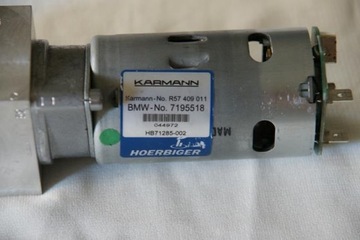 KARMANN
Karmann-No. R57 409 011
BMW-No. 7195518
044972
HB71285-002
HOERBIGER